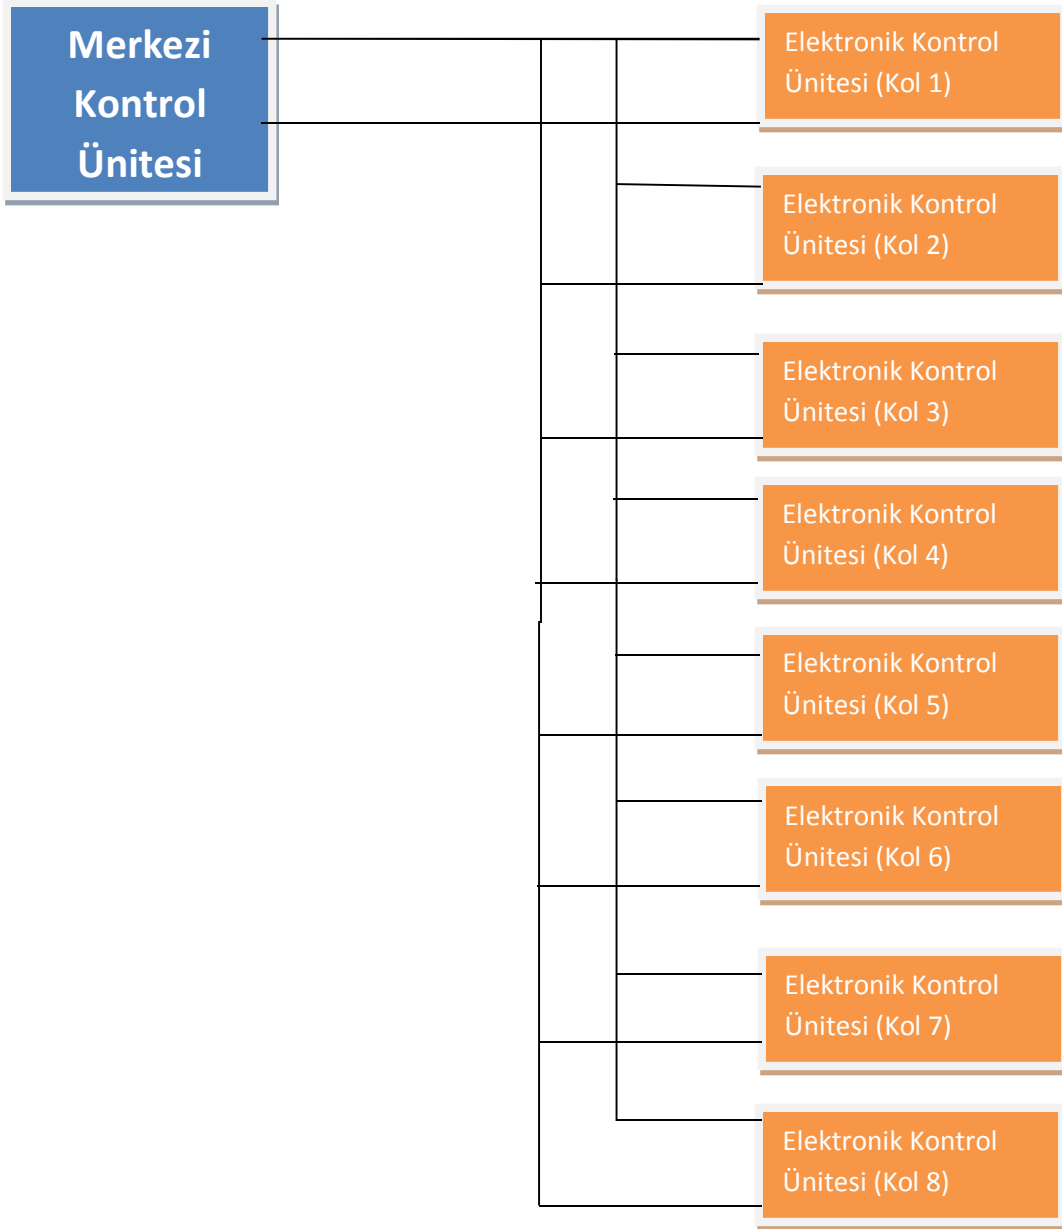 Merkezi
Kontrol
Ünitesi
Elektronik Kontrol
Ünitesi (Kol 1)
Elektronik Kontrol
Ünitesi (Kol 2)
Elektronik Kontrol
Ünitesi (Kol 3)
Elektronik Kontrol
Ünitesi (Kol 4)
Elektronik Kontrol
Ünitesi (Kol 5)
Elektronik Kontrol
Ünitesi (Kol 6)
Elektronik Kontrol
Ünitesi (Kol 7)
Elektronik Kontrol
Ünitesi (Kol 8)